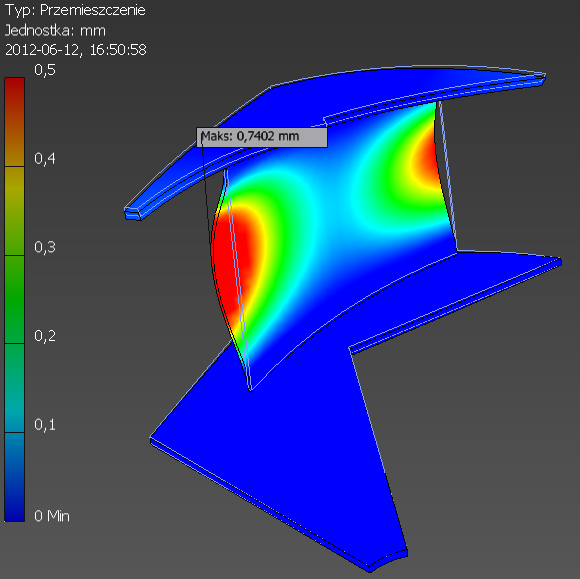 Typ: Przemieszczenie
Jednostka: mm
2012-06-12, 16:50:58
0,5
Maks: 0,7402 mm
0,4
0,3
0,2
0,1
0 Min